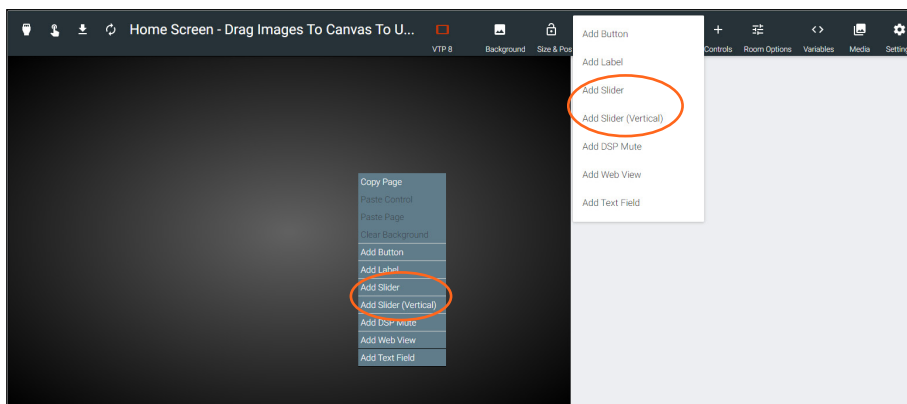 Home Screen - Drag Images To Canvas To U...
VTP 8
Background
Size & Pos
Controls
Room Options
Variables
Media
Setting
Add Button
Add Label
Add Slider
Add Slider (Vertical)
Add DSP Mute
Add Web View
Add Text Field
Copy Page
Paste Control
Paste Page
Clear Background
Add Button
Add Label
Add Slider
Add Slider (Vertical)
Add DSP Mute
Add Web View
Add Text Field